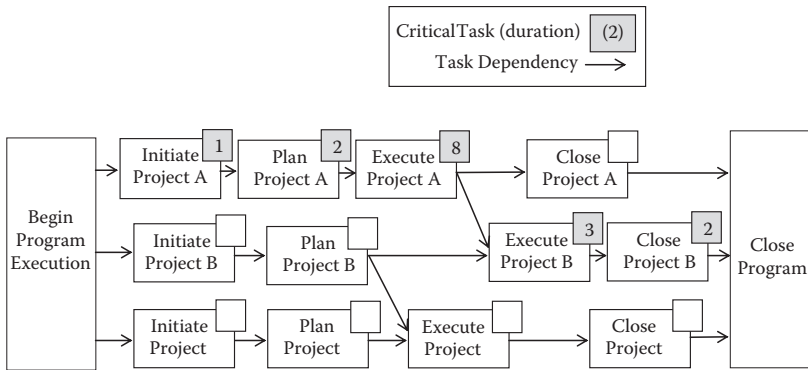 CriticalTask (duration) (2)
Task Dependency
Begin
Program
Execution
Initiate
Project A
1
Plan
Project A
2
Execute
Project A
8
Close
Project A
Initiate
Project B
Plan
Project B
Execute
Project B
3
Close
Project B
2
Initiate
Project
Plan
Project
Execute
Project
Close
Project
Close
Program